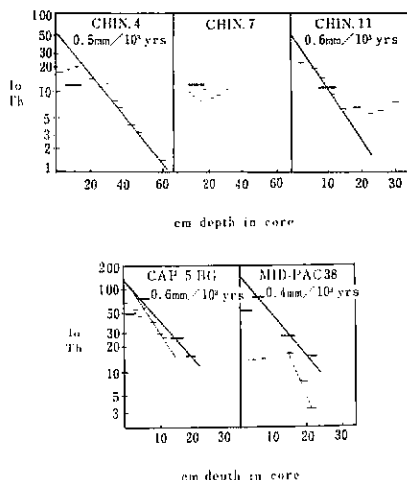 CHIN. 4
0.5mm/10³ yrs
CHIN. 7
CHIN. 11
0.6mm/10³ yrs
100
50
20
10
5
4
3
2
1
Io
Th
20 40 60
20 40 60
10 20 30
cm depth in core
CAP 5 BG
0.6mm/10³ yrs
MID-PAC 38
0.4mm/10³ yrs
200
100
50
30
20
10
5
3
Io
Th
10 20 30
10 20 30
cm depth in core